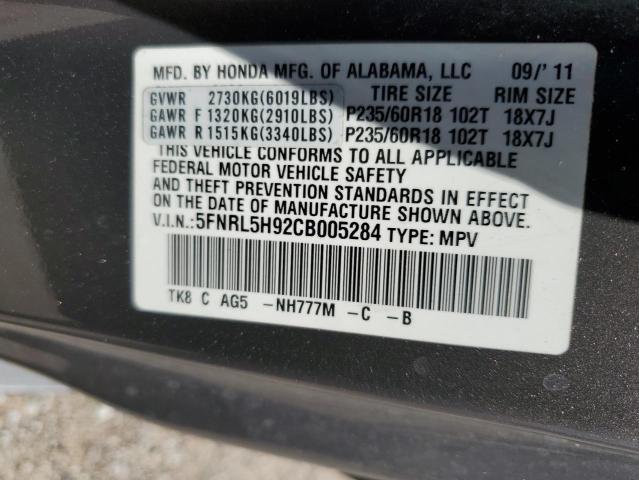 MFD. BY HONDA MFG. OF ALABAMA, LLC 09/'11
TIRE SIZE RIM SIZE
GVWR 2730KG(6019LBS)
GAWR F 1320KG(2910LBS) P235/60R18 102T 18X7J
GAWR R 1515KG(3340LBS) P235/60R18 102T 18X7J
THIS VEHICLE CONFORMS TO ALL APPLICABLE
FEDERAL MOTOR VEHICLE SAFETY
AND THEFT PREVENTION STANDARDS IN EFFECT
ON THE DATE OF MANUFACTURE SHOWN ABOVE.
V.I.N.:5FNRL5H92CB005284 TYPE: MPV
TK8 C AG5 -NH777M -C -B